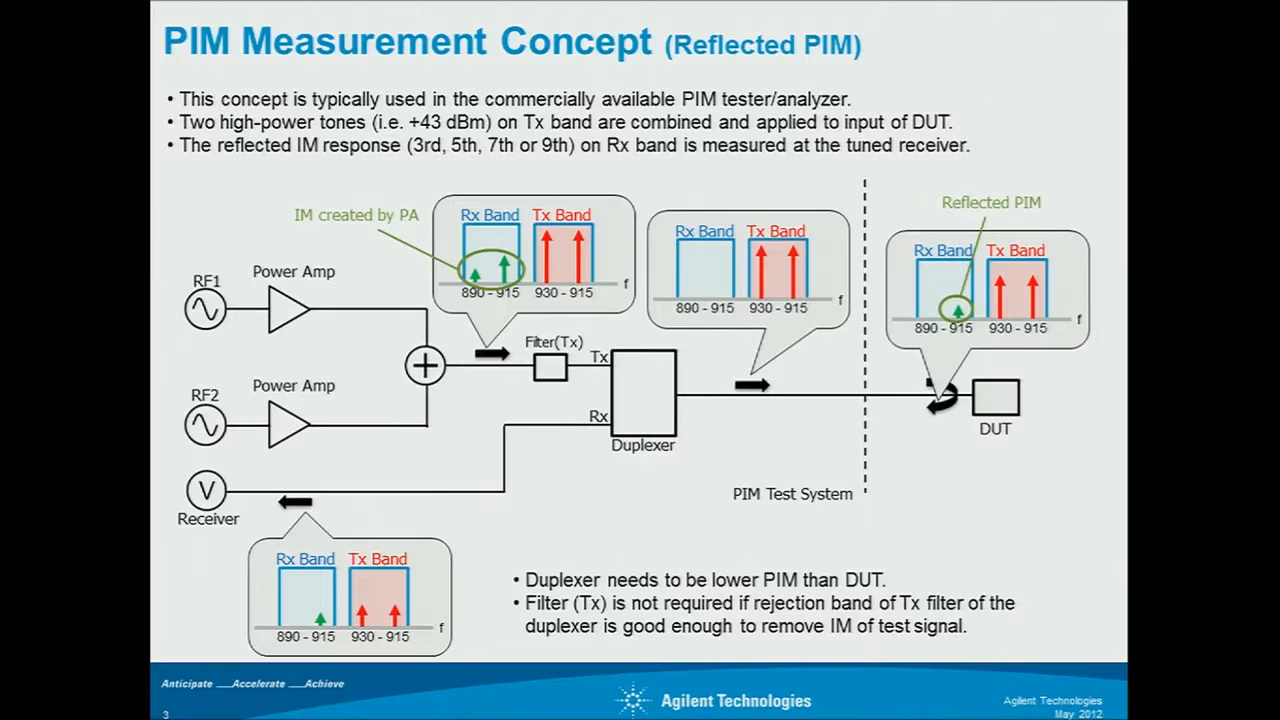 PIM Measurement Concept (Reflected PIM)
• This concept is typically used in the commercially available PIM tester/analyzer.
• Two high-power tones (i.e. +43 dBm) on Tx band are combined and applied to input of DUT.
• The reflected IM response (3rd, 5th, 7th or 9th) on Rx band is measured at the tuned receiver.
IM created by PA
Rx Band Tx Band
890 - 915 930 - 915 f
Rx Band Tx Band
890 - 915 930 - 915 f
Reflected PIM
Rx Band Tx Band
890 - 915 930 - 915 f
RF1
Power Amp
Filter(Tx)
Tx
RF2
Power Amp
Rx
Duplexer
DUT
V
Receiver
PIM Test System
Rx Band Tx Band
890 - 915 930 - 915 f
• Duplexer needs to be lower PIM than DUT.
• Filter (Tx) is not required if rejection band of Tx filter of the
duplexer is good enough to remove IM of test signal.
Anticipate ___Accelerate ___Achieve
Agilent Technologies
Agilent Technologies
May 2012
3